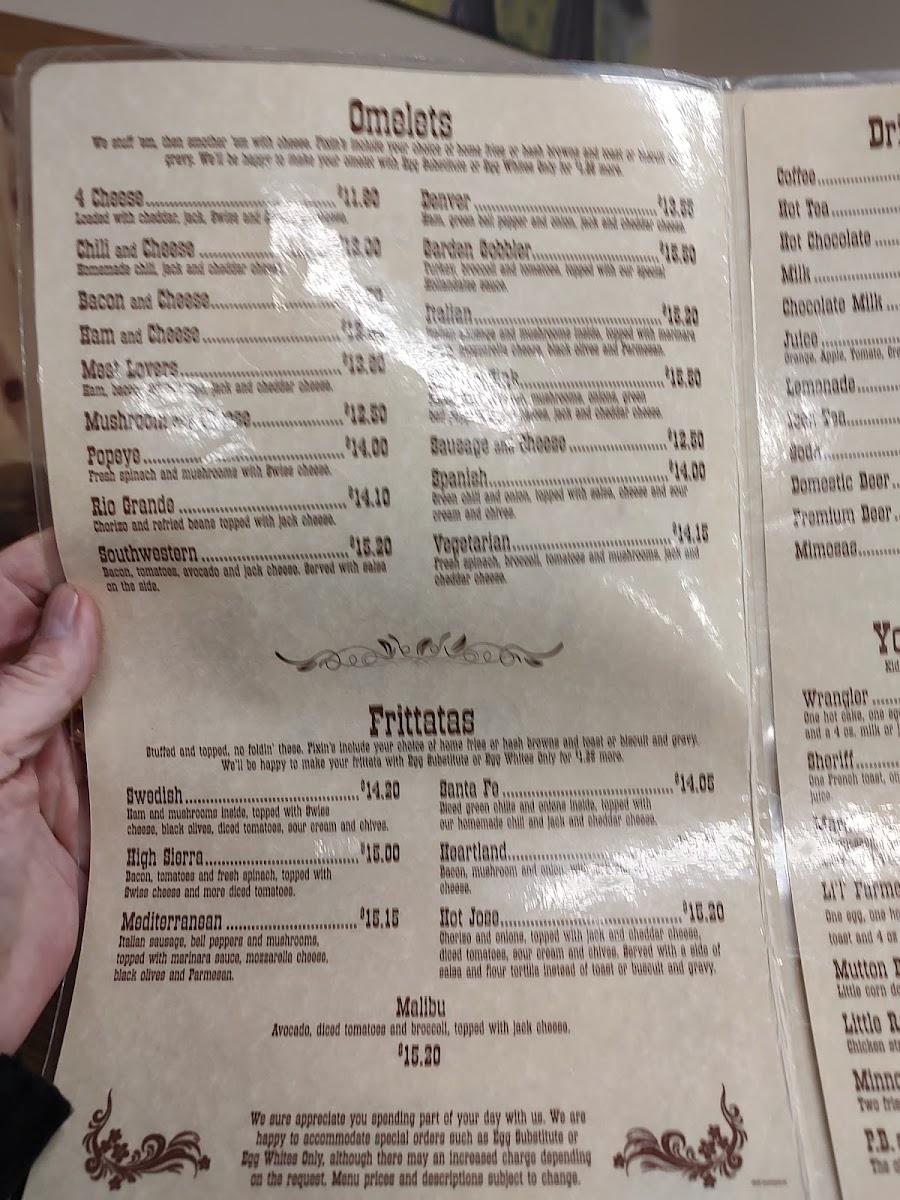 Omelets
We stuff 'em, then smother 'em with cheese. Fixin's include your choice of home fries or hash browns and toast or biscuit
gravy. We'll be happy to make your omelet with Egg Substitute or Egg Whites Only for more.
4 Cheese
Loaded with cheddar, jack, Swiss and cheese.
Chili and Cheese
Homemade chili, jack and cheddar
Bacon and Cheese
Ham and Cheese
Meat Lovers
Ham, jack and cheddar cheese.
Mushroom Cheese $12.50
Popeye $14.00
Fresh spinach and mushrooms with Swiss cheese.
Rio Grande $14.10
Chorizo and refried beans topped with jack cheese.
Southwestern $15.20
Bacon, tomatoes, avocado and jack cheese. Served with salsa
on the side.
Denver
Ham, green bell pepper and onion, jack and cheddar cheese.
Garden Gobbler $15.50
Turkey, broccoli and tomatoes, topped with our special
Hollandaise sauce.
Italian $15.20
and mushrooms inside, topped with marinara
cheese, black olives and Parmesan.
$15.50
mushrooms, onions, green
jack and cheddar cheese.
Sausage and Cheese $12.50
Spanish $14.00
Green chili and onion, topped with salsa, cheese and sour
cream and chives.
Vegetarian $14.15
Fresh spinach, broccoli, tomatoes and mushrooms, jack and
cheddar cheese.
Frittatas
Stuffed and topped, no foldin' these. Fixin's include your choice of home fries or hash browns and toast or biscuit and gravy.
We'll be happy to make your frittata with Egg Substitute or Egg Whites Only for more.
Swedish $14.20
Ham and mushrooms inside, topped with Swiss
cheese, black olives, diced tomatoes, sour cream and chives.
High Sierra $15.00
Bacon, tomatoes and fresh spinach, topped with
Swiss cheese and more diced tomatoes.
Mediterranean $15.15
Italian sausage, bell peppers and mushrooms,
topped with marinara sauce, mozzarella cheese,
black olives and Parmesan.
Santa Fe $14.05
Diced green chilis and onions inside, topped with
our homemade chili and jack and cheddar cheese.
Heartland
Bacon, mushroom and onion,
cheese.
Hot Jose $15.20
Chorizo and onions, topped with jack and cheddar cheese,
diced tomatoes, sour cream and chives. Served with a side of
salsa and flour tortilla instead of toast or buscuit and gravy.
Malibu
Avocado, diced tomatoes and broccoli, topped with jack cheese.
$15.20
We sure appreciate you spending part of your day with us. We are
happy to accommodate special orders such as Egg Substitute or
Egg Whites Only, although there may an increased charge depending
on the request. Menu prices and descriptions subject to change.
Coffee
Hot Tea
Hot Chocolate
Milk
Chocolate Milk
Juice
Orange, Apple, Tomato,
Lemonade
Iced Tea
Soda
Domestic Beer
Premium Beer
Mimosas
Wrangler
One hot cake, one
and a 4 oz. milk or
Sheriff
One French toast,
juice.
Li'l
One egg, one
toast and 4 oz
Mutton
Little corn
Little
Chicken
Two
P.B.
The